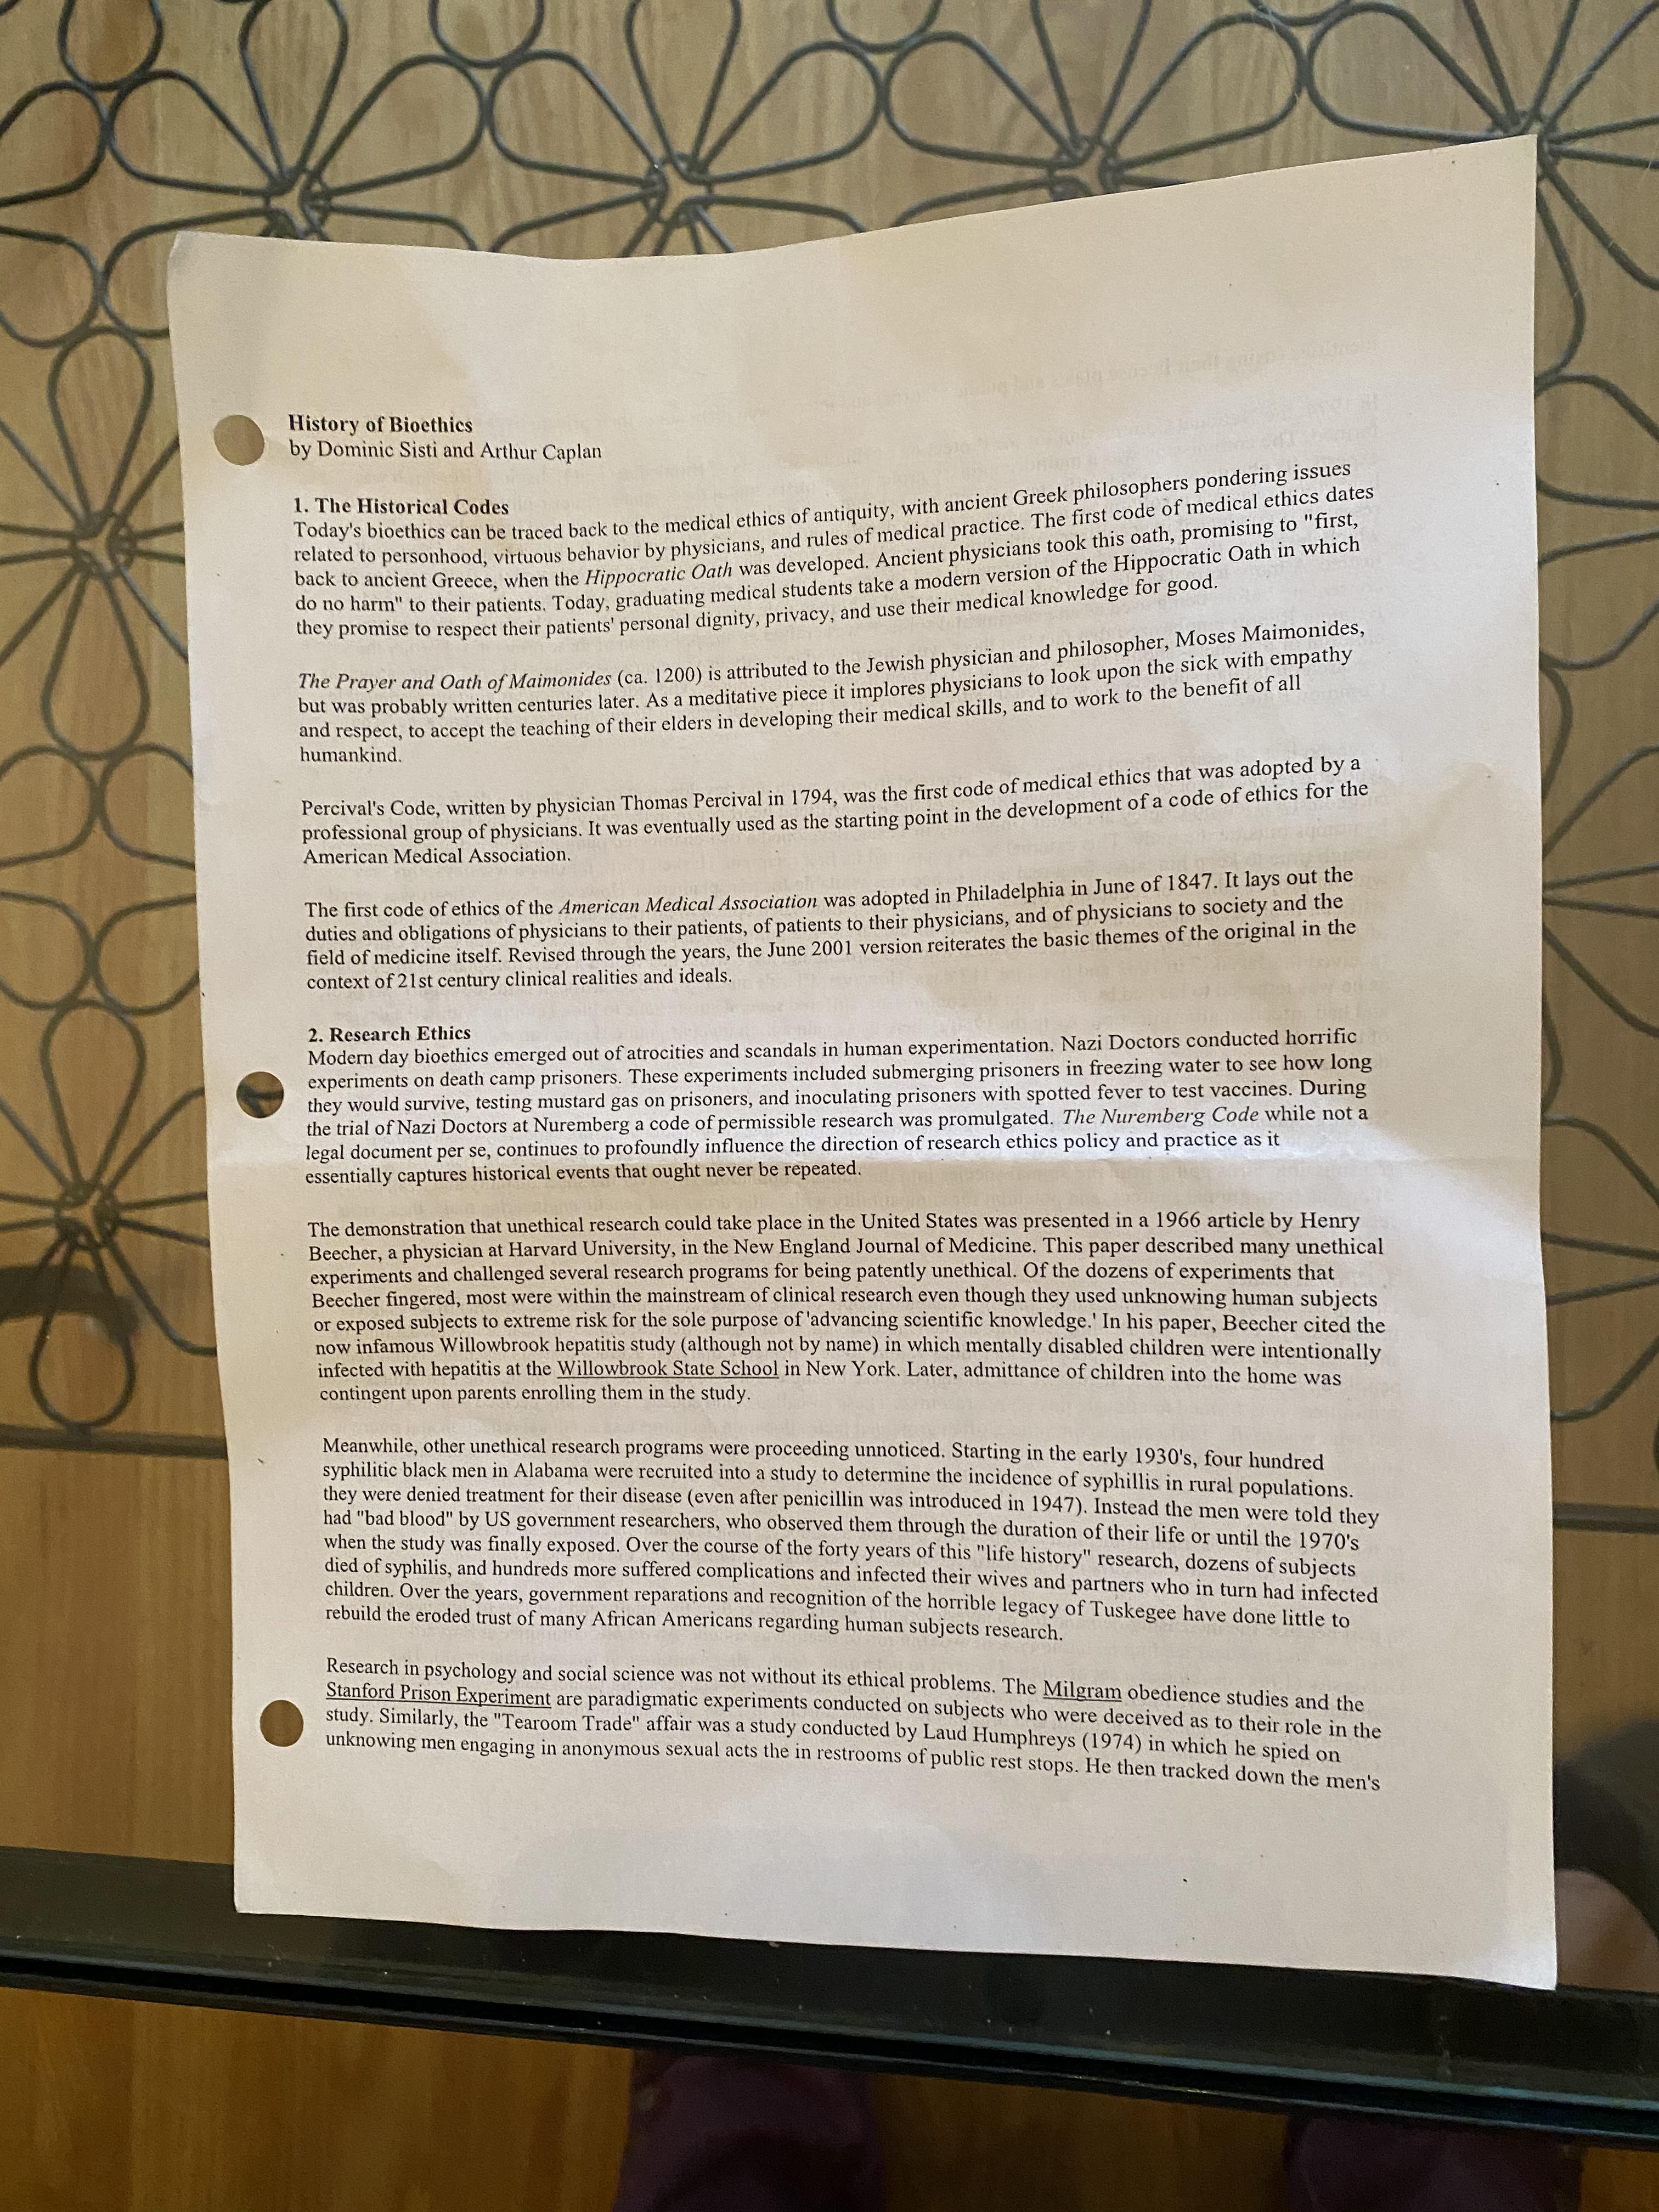 History of Bioethics
by Dominic Sisti and Arthur Caplan
1. The Historical Codes
Today's bioethics can be traced back to the medical ethics of antiquity, with ancient Greek philosophers pondering issues
related to personhood, virtuous behavior by physicians, and rules of medical practice. The first code of medical ethics dates
back to ancient Greece, when the Hippocratic Oath was developed. Ancient physicians took this oath, promising to "first,
do no harm" to their patients. Today, graduating medical students take a modern version of the Hippocratic Oath in which
they promise to respect their patients' personal dignity, privacy, and use their medical knowledge for good.
The Prayer and Oath of Maimonides (ca. 1200) is attributed to the Jewish physician and philosopher, Moses Maimonides,
but was probably written centuries later. As a meditative piece it implores physicians to look upon the sick with empathy
and respect, to accept the teaching of their elders in developing their medical skills, and to work to the benefit of all
humankind.
Percival's Code, written by physician Thomas Percival in 1794, was the first code of medical ethics that was adopted by a
professional group of physicians. It was eventually used as the starting point in the development of a code of ethics for the
American Medical Association.
The first code of ethics of the American Medical Association was adopted in Philadelphia in June of 1847. It lays out the
duties and obligations of physicians to their patients, of patients to their physicians, and of physicians to society and the
field of medicine itself. Revised through the years, the June 2001 version reiterates the basic themes of the original in the
context of 21st century clinical realities and ideals.
2. Research Ethics
Modern day bioethics emerged out of atrocities and scandals in human experimentation. Nazi Doctors conducted horrific
experiments on death camp prisoners. These experiments included submerging prisoners in freezing water to see how long
they would survive, testing mustard gas on prisoners, and inoculating prisoners with spotted fever to test vaccines. During
the trial of Nazi Doctors at Nuremberg a code of permissible research was promulgated. The Nuremberg Code while not a
legal document per se, continues to profoundly influence the direction of research ethics policy and practice as it
essentially captures historical events that ought never be repeated.
The demonstration that unethical research could take place in the United States was presented in a 1966 article by Henry
Beecher, a physician at Harvard University, in the New England Journal of Medicine. This paper described many unethical
experiments and challenged several research programs for being patently unethical. Of the dozens of experiments that
Beecher fingered, most were within the mainstream of clinical research even though they used unknowing human subjects
or exposed subjects to extreme risk for the sole purpose of 'advancing scientific knowledge.' In his paper, Beecher cited the
now infamous Willowbrook hepatitis study (although not by name) in which mentally disabled children were intentionally
infected with hepatitis at the Willowbrook State School in New York. Later, admittance of children into the home was
contingent upon parents enrolling them in the study.
Meanwhile, other unethical research programs were proceeding unnoticed. Starting in the early 1930's, four hundred
syphilitic black men in Alabama were recruited into a study to determine the incidence of syphillis in rural populations.
they were denied treatment for their disease (even after penicillin was introduced in 1947). Instead the men were told they
had "bad blood" by US government researchers, who observed them through the duration of their life or until the 1970's
when the study was finally exposed. Over the course of the forty years of this "life history" research, dozens of subjects
died of syphilis, and hundreds more suffered complications and infected their wives and partners who in turn had infected
children. Over the years, government reparations and recognition of the horrible legacy of Tuskegee have done little to
rebuild the eroded trust of many African Americans regarding human subjects research.
Research in psychology and social science was not without its ethical problems. The Milgram obedience studies and the
Stanford Prison Experiment are paradigmatic experiments conducted on subjects who were deceived as to their role in the
study. Similarly, the "Tearoom Trade" affair was a study conducted by Laud Humphreys (1974) in which he spied on
unknowing men engaging in anonymous sexual acts the in restrooms of public rest stops. He then tracked down the men's